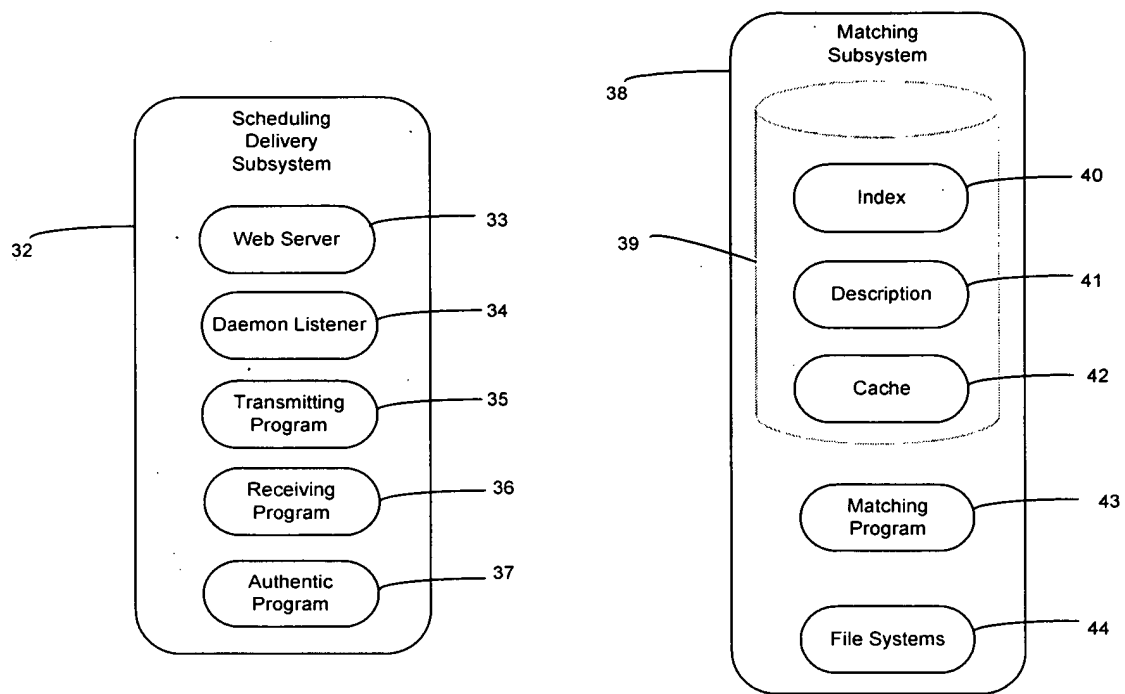 Scheduling
Delivery
Subsystem
32
Web Server
33
Daemon Listener
34
Transmitting
Program
35
Receiving
Program
36
Authentic
Program
37
Matching
Subsystem
38
39
Index
40
Description
41
Cache
42
Matching
Program
43
File Systems
44